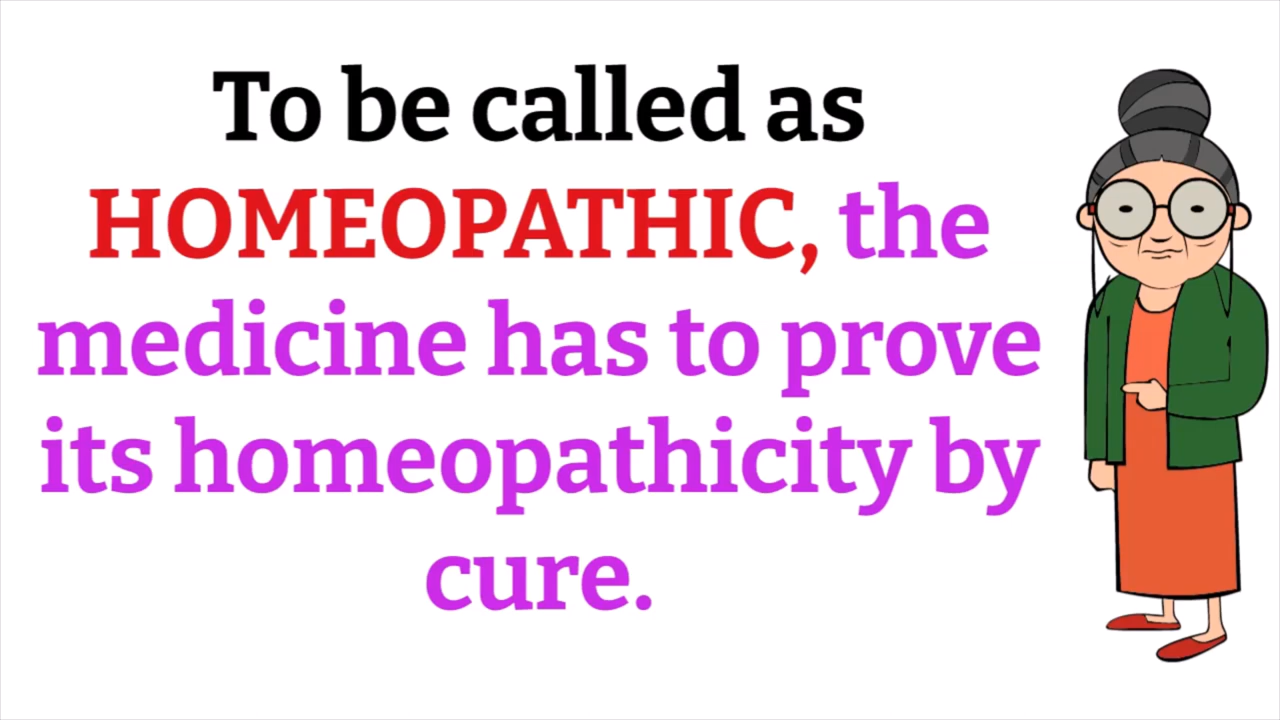 To be called as
HOMEOPATHIC, the
medicine has to prove
its homeopathicity by
cure.